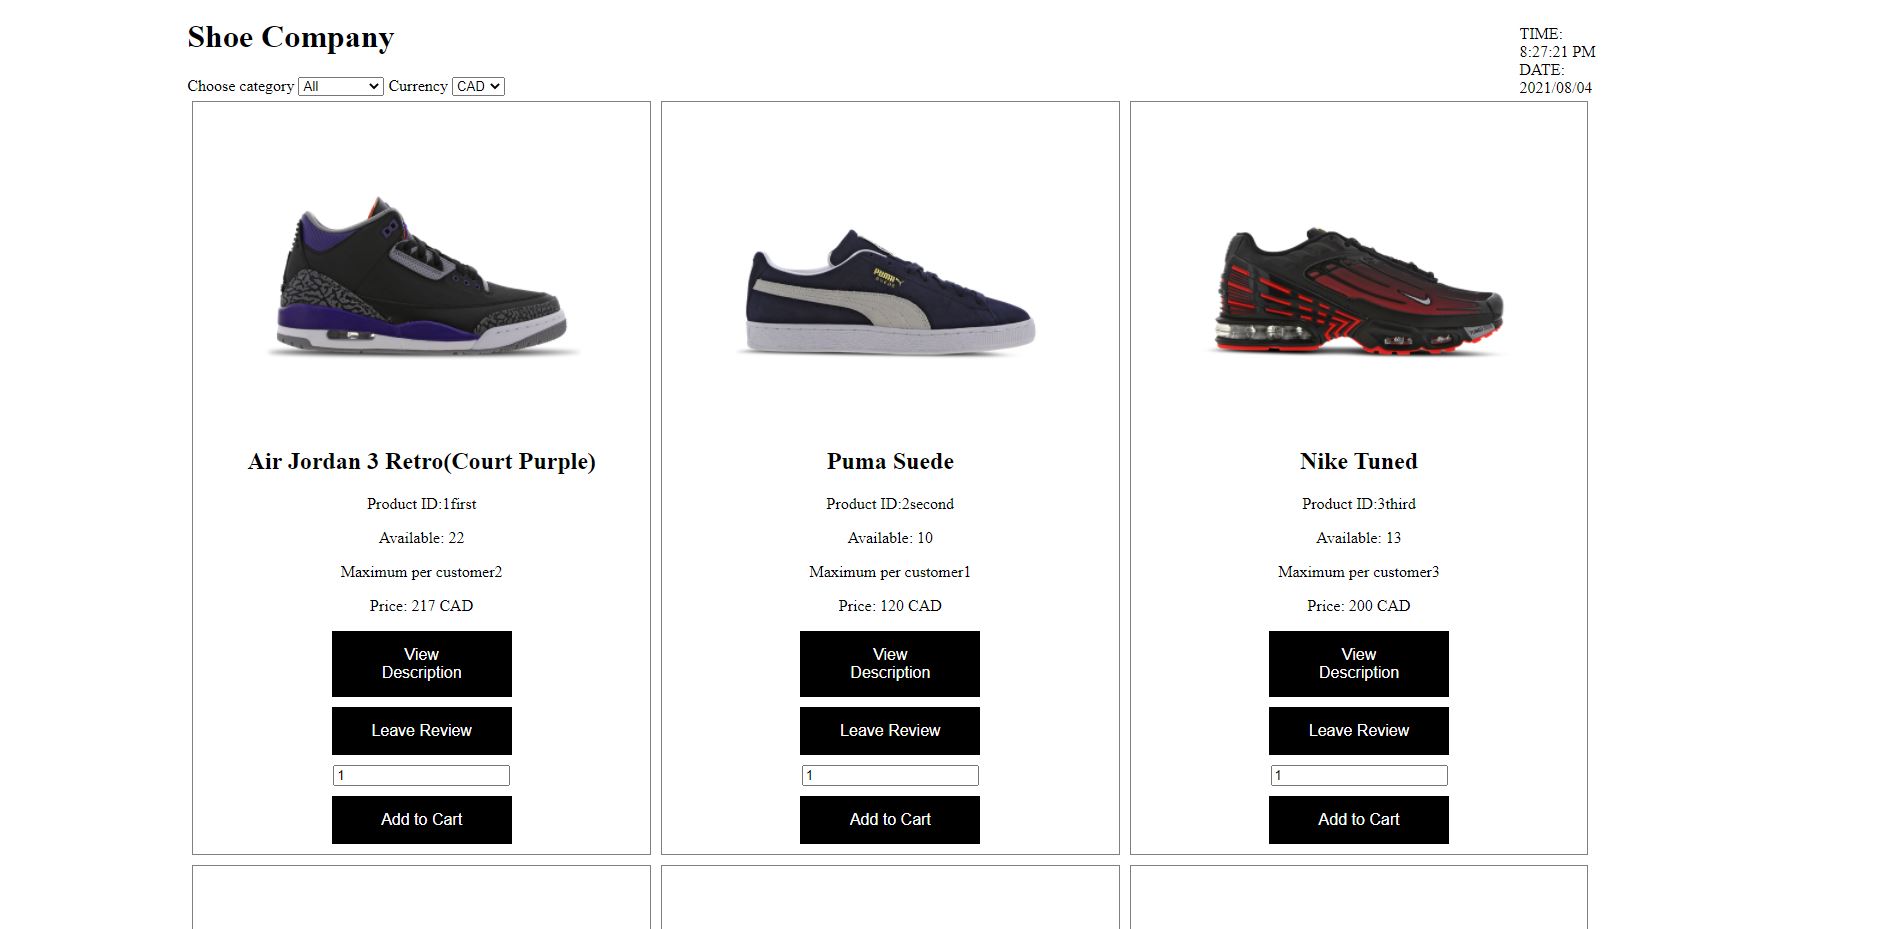 Shoe Company
TIME:
8:27:21 PM
DATE:
2021/08/04
Choose category All Currency CAD
PUMA
SUEDE
Air Jordan 3 Retro(Court Purple)
Product ID:1first
Available: 22
Maximum per customer2
Price: 217 CAD
View
Description
Leave Review
1
Add to Cart
Puma Suede
Product ID:2second
Available: 10
Maximum per customer1
Price: 120 CAD
View
Description
Leave Review
1
Add to Cart
Nike Tuned
Product ID:3third
Available: 13
Maximum per customer3
Price: 200 CAD
View
Description
Leave Review
1
Add to Cart